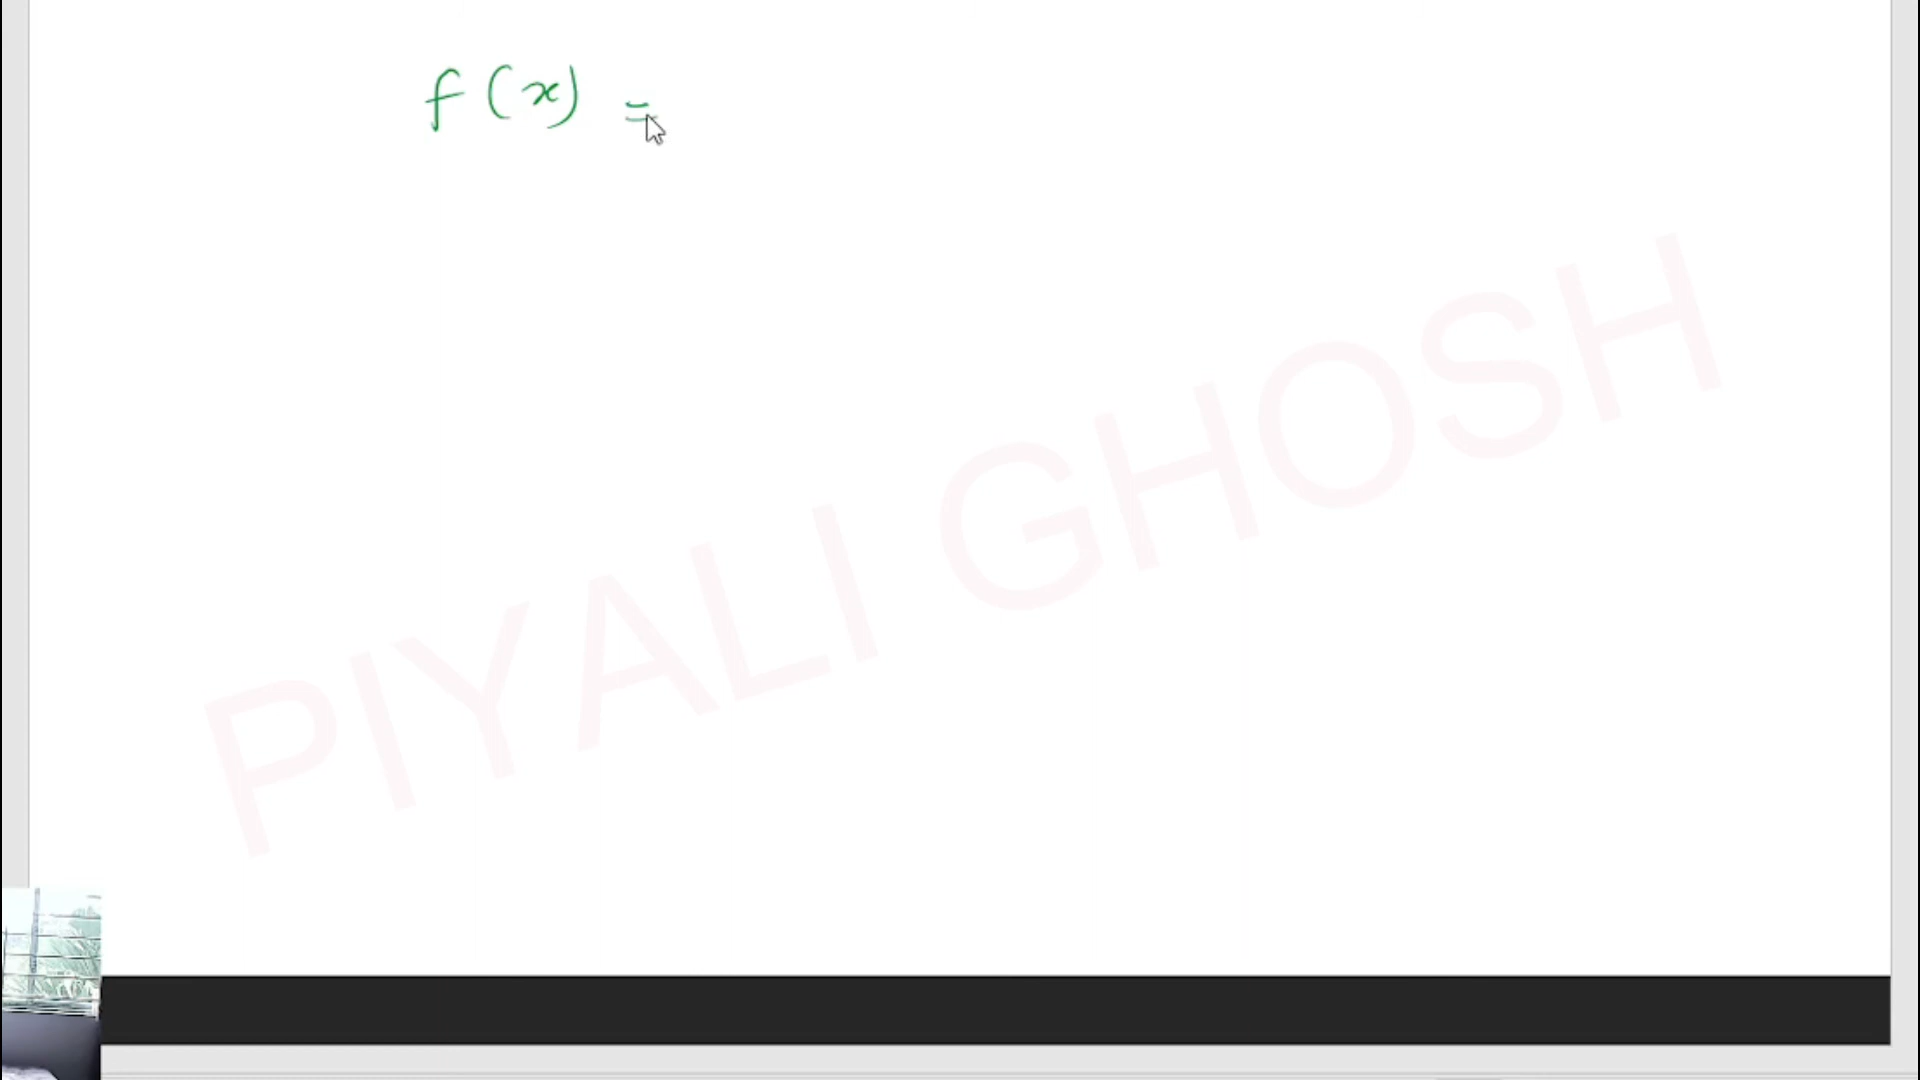 f(x) =
PIYALI GHOSH